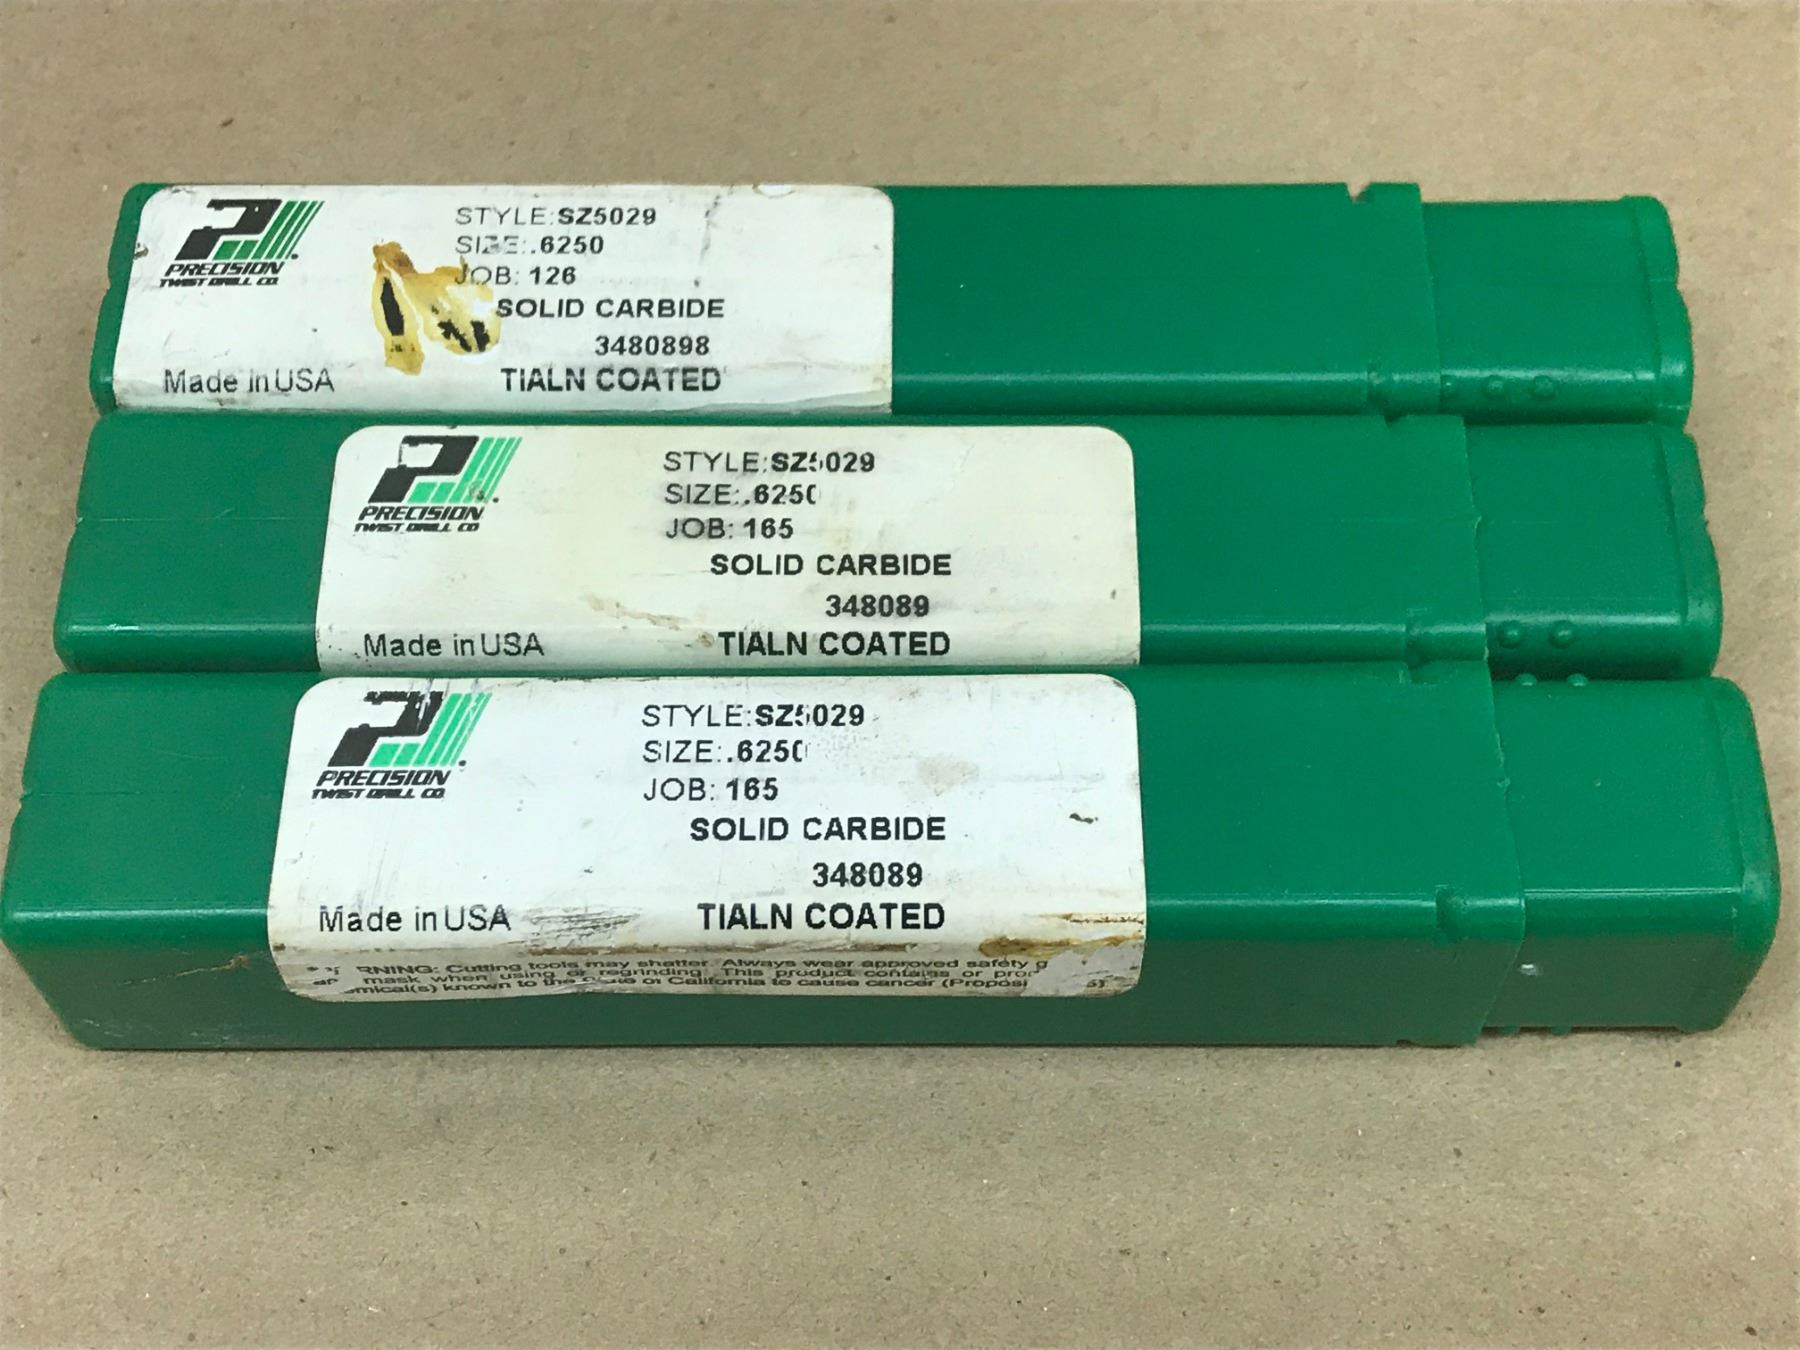 PRECISION
TWIST DRILL CO.
STYLE:SZ5029
SIZE:.6250
JOB: 126
SOLID CARBIDE
3480898
Made in USA
TIALN COATED
PRECISION
TWIST DRILL CO
STYLE:SZ5029
SIZE:.6250
JOB: 165
SOLID CARBIDE
348089
Made in USA
TIALN COATED
PRECISION
TWIST DRILL CO.
STYLE:SZ5029
SIZE:.6250
JOB: 165
SOLID CARBIDE
348089
Made in USA
TIALN COATED
RNING: Cutting tools may shatter. Always wear approved safety g
mask when using or regrinding. This product contains or pro
mical(s) known to the State of California to cause cancer (Proposi